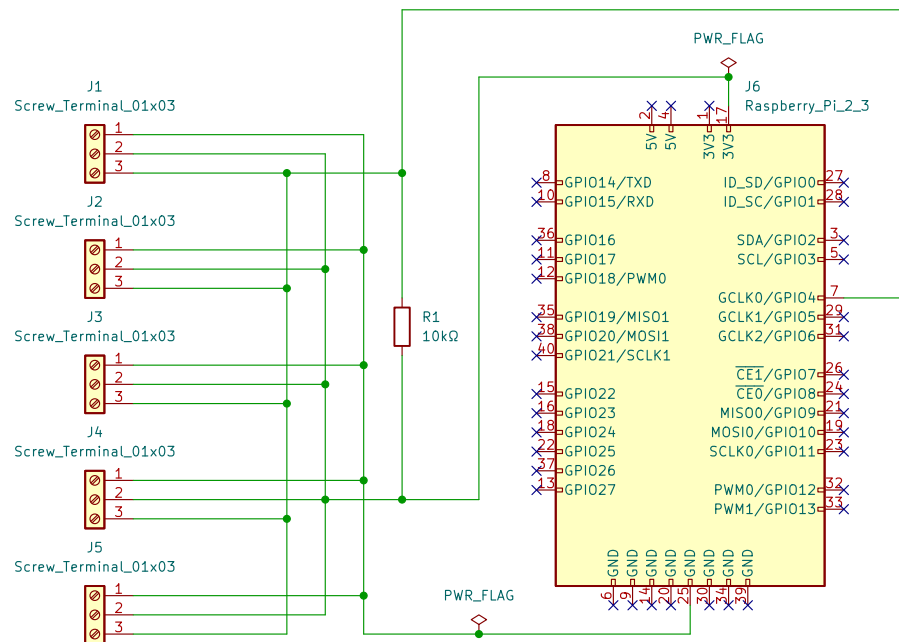 PWR_FLAG
J1
Screw_Terminal_01x03
1
2
3
J2
Screw_Terminal_01x03
1
2
3
J3
Screw_Terminal_01x03
1
2
3
J4
Screw_Terminal_01x03
1
2
3
J5
Screw_Terminal_01x03
1
2
3
R1
10kΩ
PWR_FLAG
J6
Raspberry_Pi_2_3
2 4 1 17
5V 5V 3V3 3V3
8 GPIO14/TXD ID_SD/GPIO0 27
10 GPIO15/RXD ID_SC/GPIO1 28
36 GPIO16 SDA/GPIO2 3
11 GPIO17 SCL/GPIO3 5
12 GPIO18/PWM0
GCLK0/GPIO4 7
35 GPIO19/MISO1 GCLK1/GPIO5 29
38 GPIO20/MOSI1 GCLK2/GPIO6 31
40 GPIO21/SCLK1
CE1/GPIO7 26
15 GPIO22 CE0/GPIO8 24
16 GPIO23 MISO0/GPIO9 21
18 GPIO24 MOSI0/GPIO10 19
22 GPIO25 SCLK0/GPIO11 23
37 GPIO26
13 GPIO27 PWM0/GPIO12 32
PWM1/GPIO13 33
GND GND GND GND GND GND GND GND
6 9 14 20 25 30 34 39